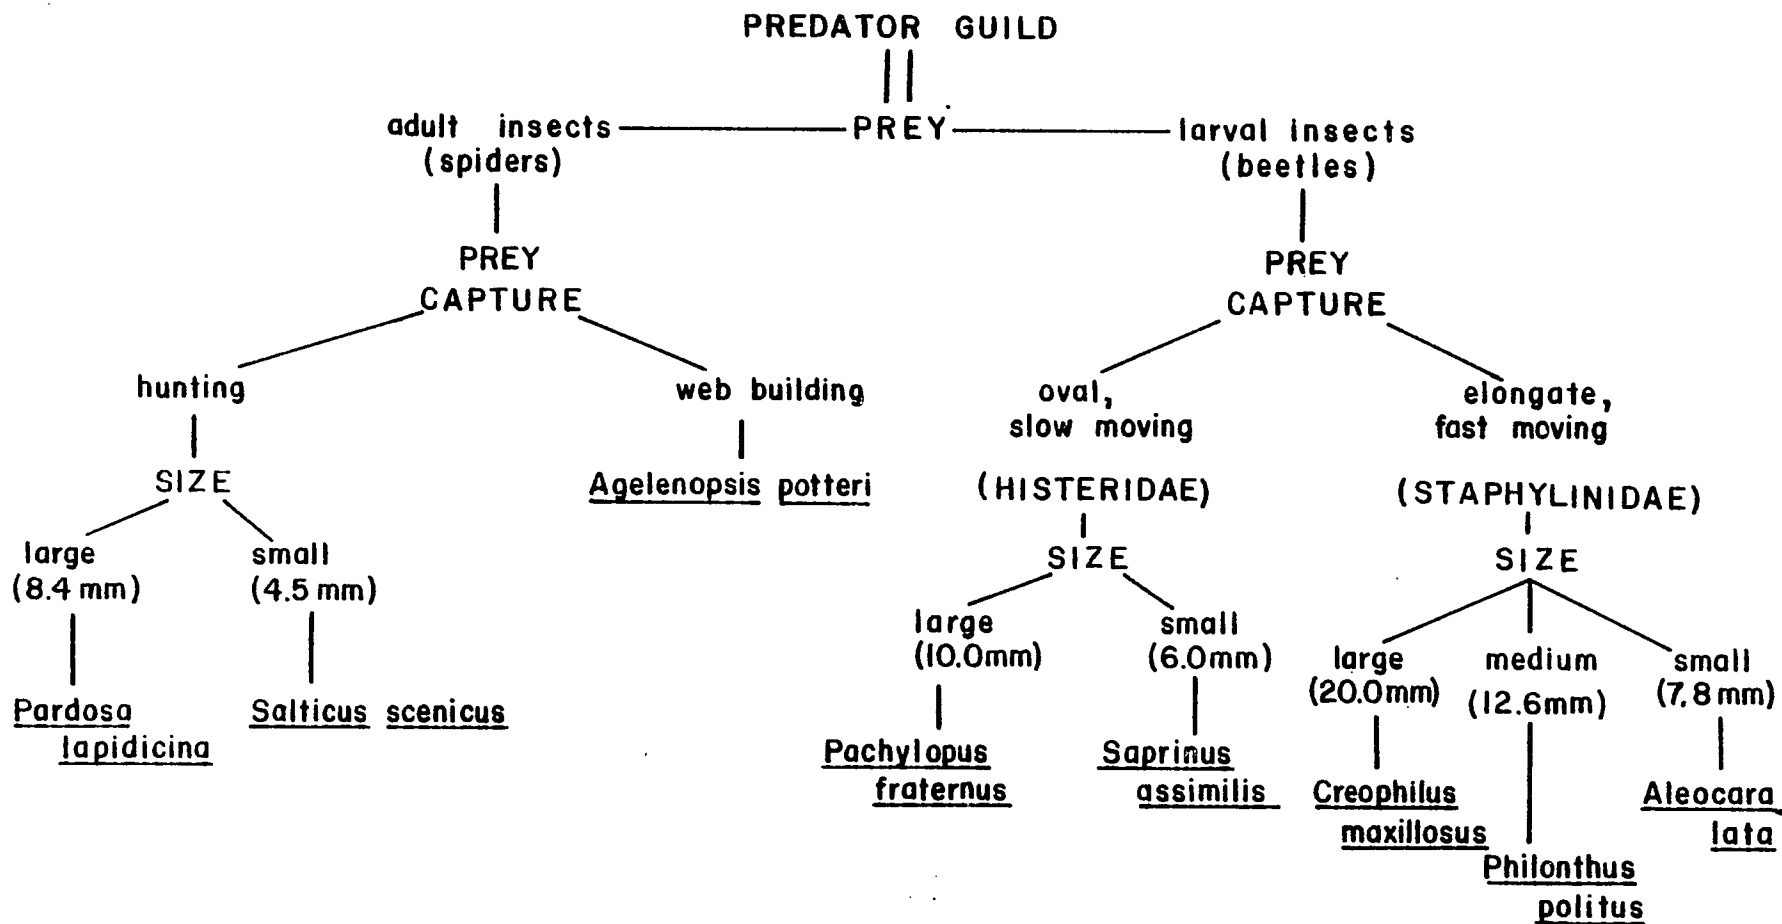 PREDATOR GUILD
adult insects
(spiders)
PREY
larval insects
(beetles)
PREY
CAPTURE
hunting
web building
SIZE
Agelenopsis potteri
large
(8.4 mm)
small
(4.5 mm)
Pardosa
lapidicina
Salticus scenicus
PREY
CAPTURE
oval,
slow moving
(HISTERIDAE)
elongate,
fast moving
(STAPHYLINIDAE)
SIZE
large
(10.0mm)
small
(6.0mm)
Pachylopus
fraternus
Saprinus
assimilis
SIZE
large
(20.0mm)
medium
(12.6mm)
small
(7.8 mm)
Creophilus
maxillosus
Philonthus
politus
Aleocara
lata